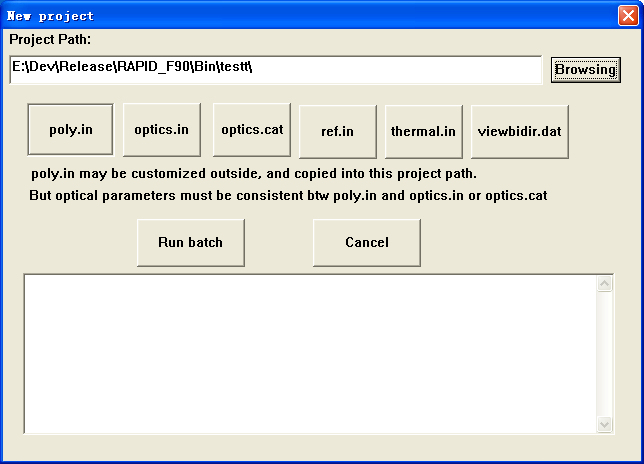 New project
Project Path:
E:\Dev\Release\RAPID_F90\Bin\testt\
Browsing
poly.in optics.in optics.cat ref.in thermal.in viewbidir.dat
poly.in may be customized outside, and copied into this project path.
But optical parameters must be consistent btw poly.in and optics.in or optics.cat
Run batch Cancel